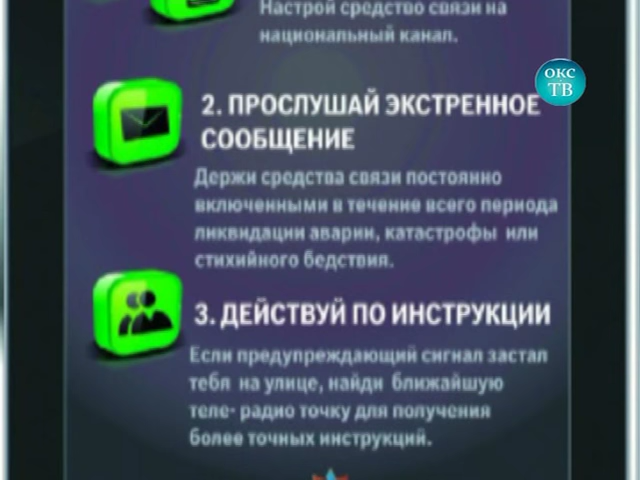 Настрой средство связи на
национальный канал.
ОКС
ТВ
2. ПРОСЛУШАЙ ЭКСТРЕННОЕ
СООБЩЕНИЕ
Держи средства связи постоянно
включенными в течение всего периода
ликвидации аварии, катастрофы или
стихийного бедствия.
3. ДЕЙСТВУЙ ПО ИНСТРУКЦИИ
Если предупреждающий сигнал застал
тебя на улице, найди ближайшую
теле- радио точку для получения
более точных инструкций.